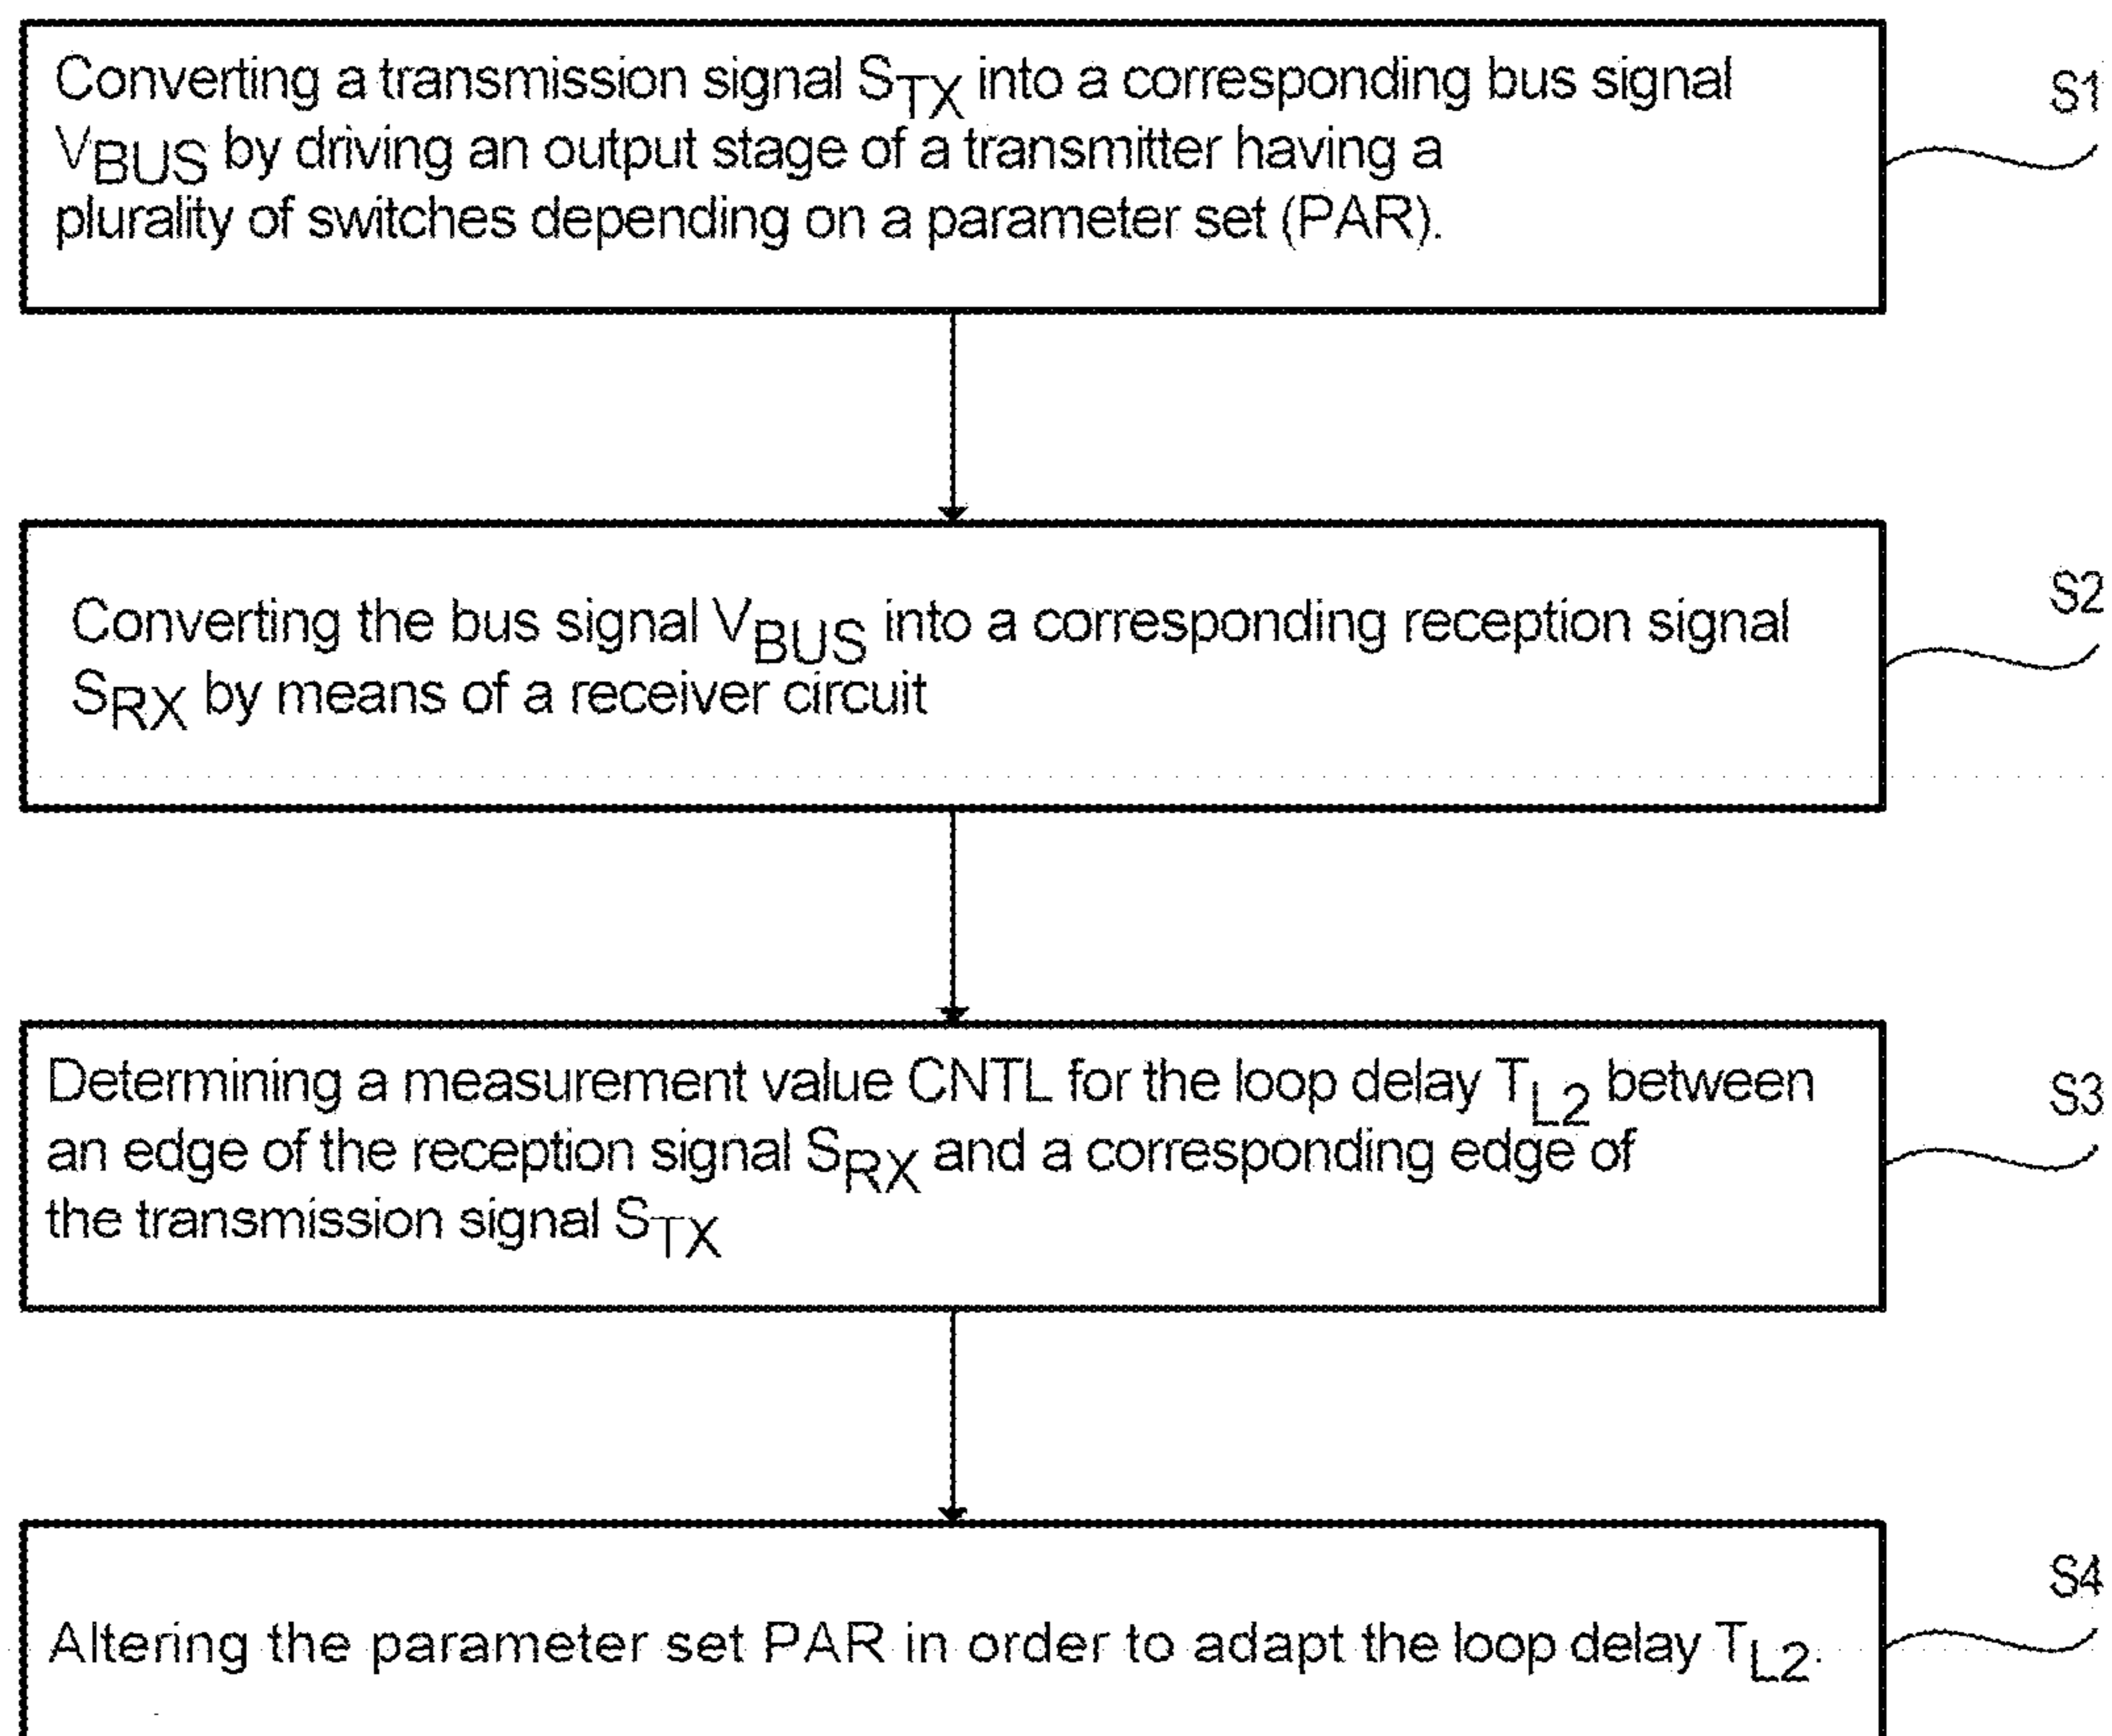 Converting a transmission signal STX into a corresponding bus signal
VBUS by driving an output stage of a transmitter having a
plurality of switches depending on a parameter set (PAR).
S1
Converting the bus signal VBUS into a corresponding reception signal
SRX by means of a receiver circuit
S2
Determining a measurement value CNTL for the loop delay TL2 between
an edge of the reception signal SRX and a corresponding edge of
the transmission signal STX
S3
Altering the parameter set PAR in order to adapt the loop delay TL2.
S4